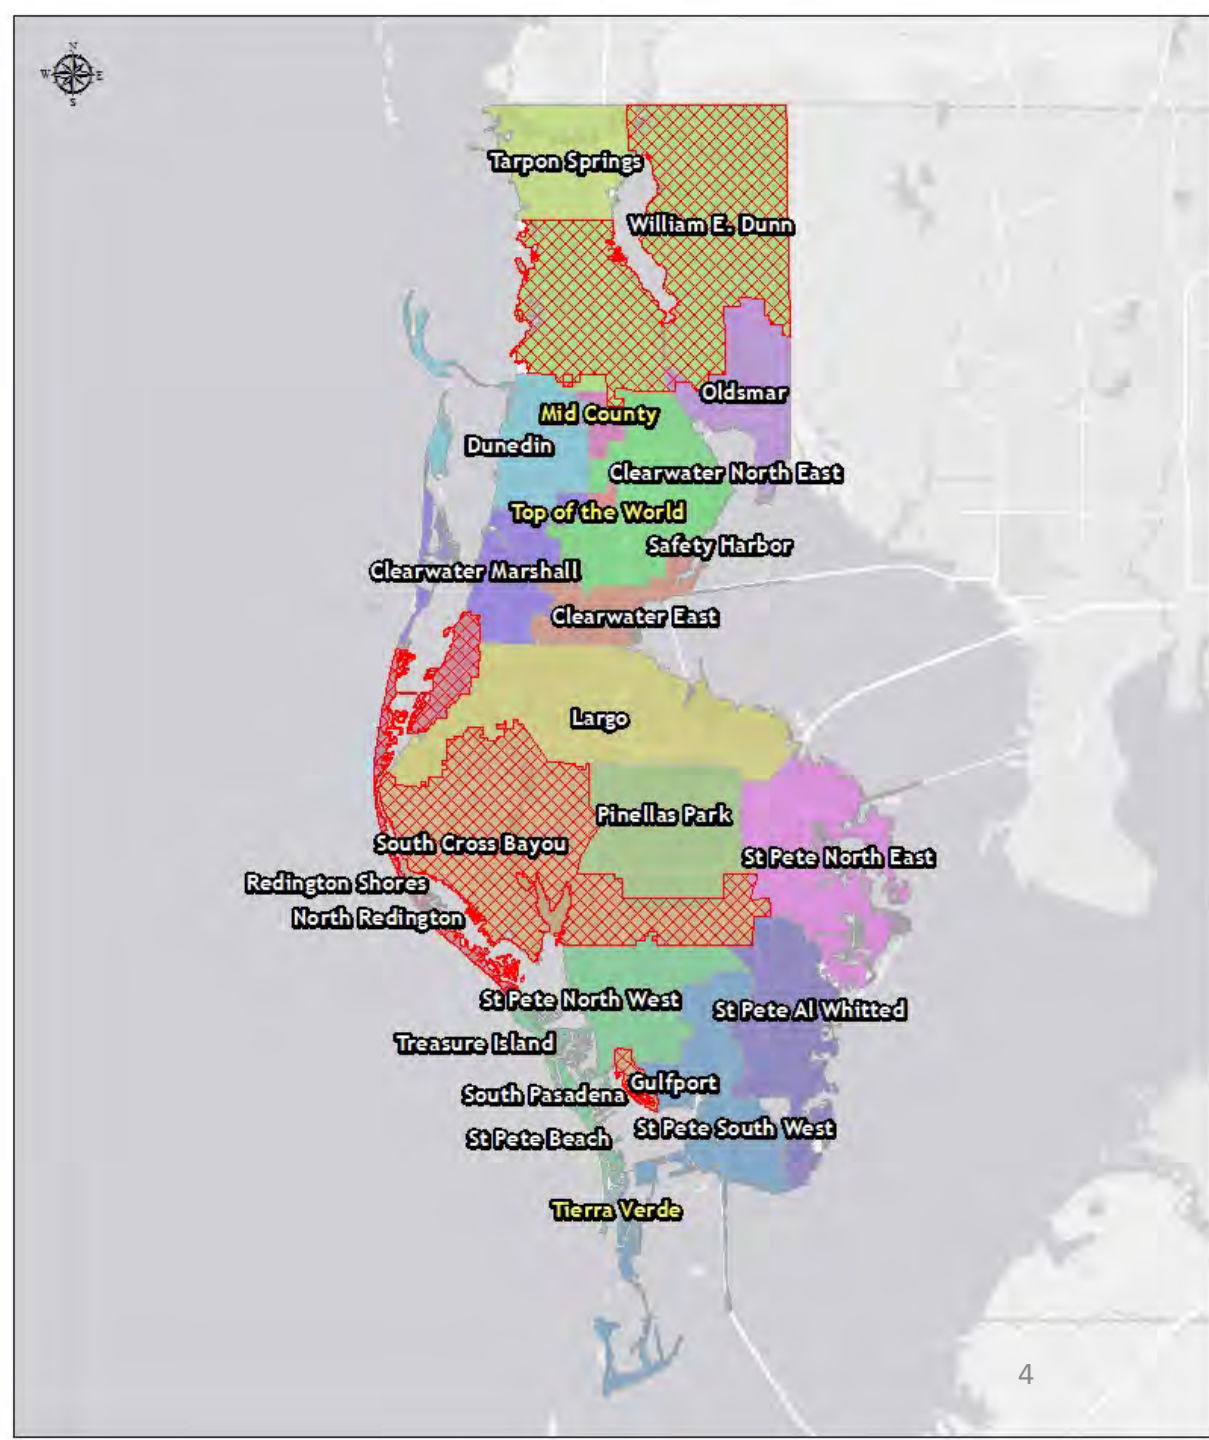 N
W E
S
Tarpon Springs
William E. Dunn
Oldsmar
Mid County
Dunedin
Clearwater North East
Top of the World
Safety Harbor
Clearwater Marshall
Clearwater East
Largo
Pinellas Park
South Cross Bayou
St Pete North East
Redington Shores
North Redington
St Pete North West
St Pete Al Whitted
Treasure Island
Gulfport
South Pasadena
St Pete South West
St Pete Beach
Tierra Verde
4